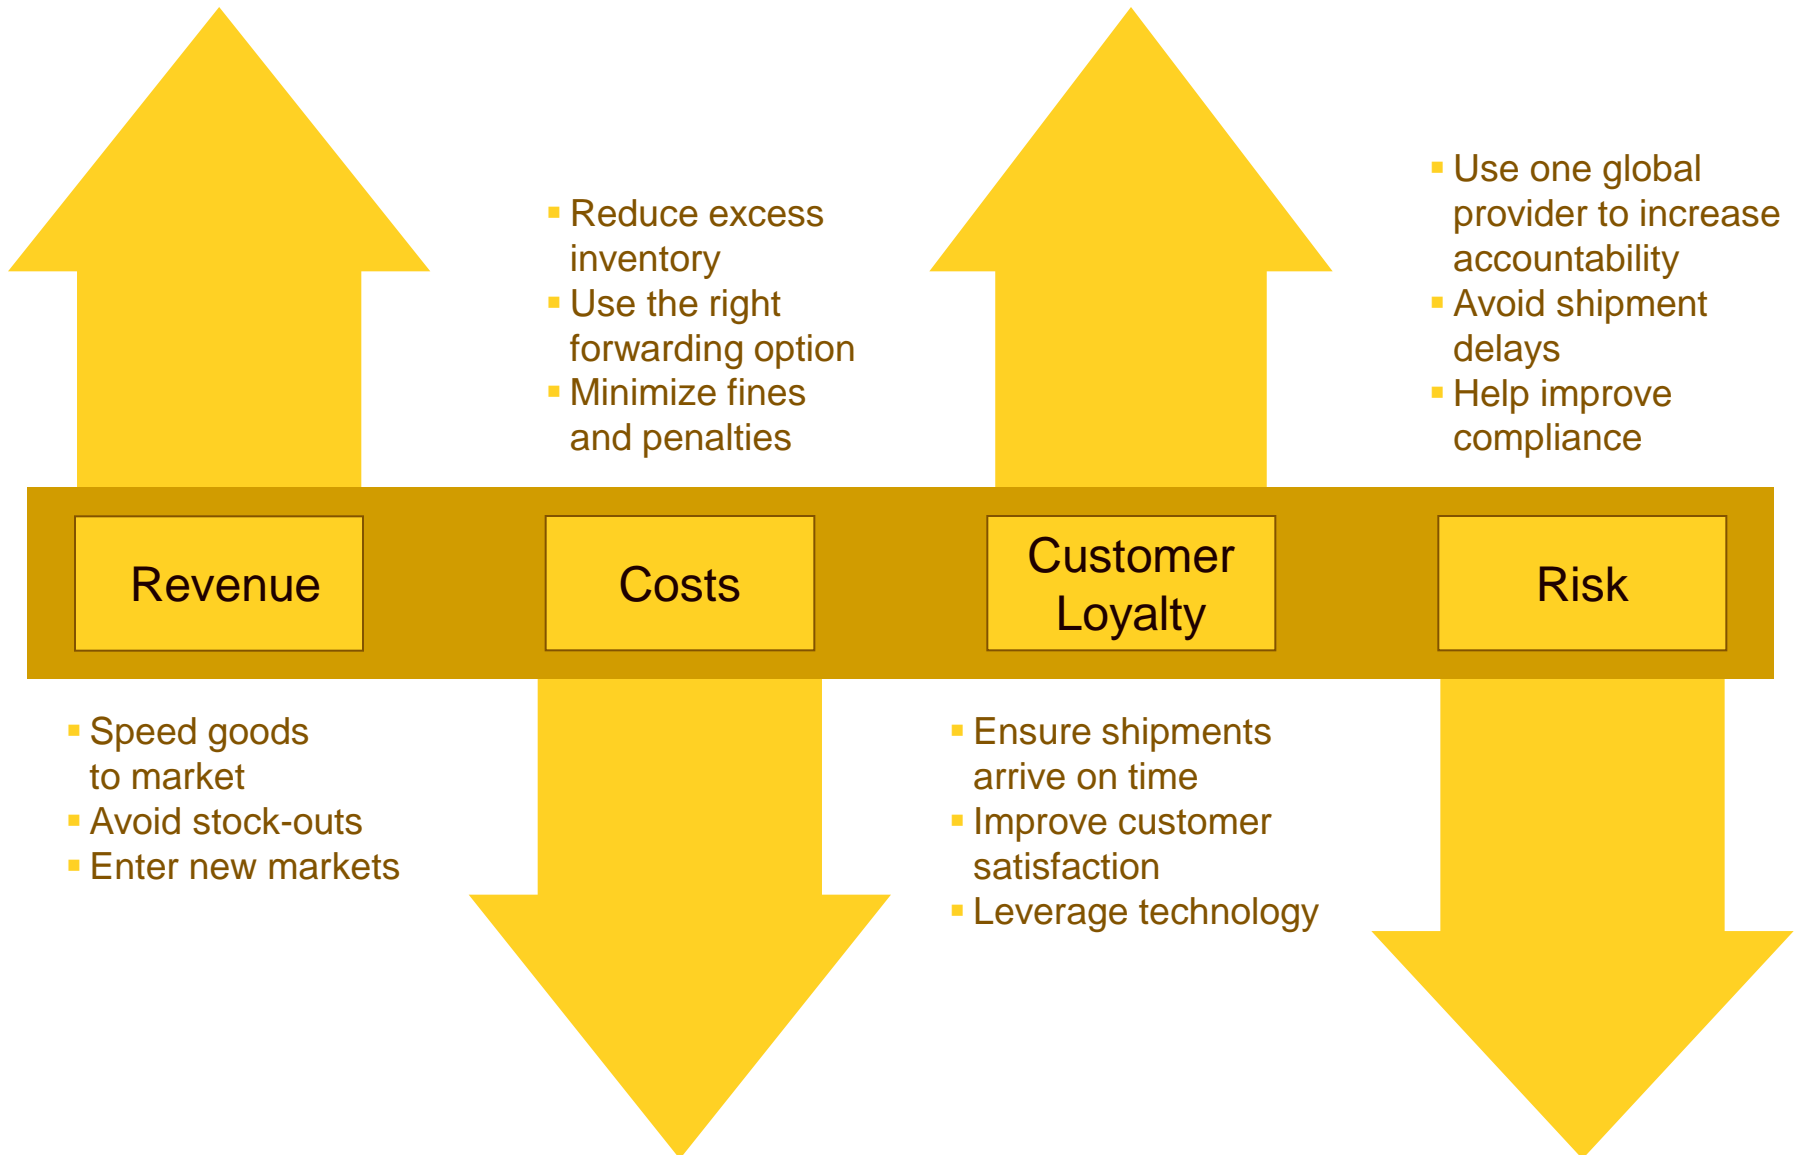 ▪ Reduce excess
inventory
▪ Use the right
forwarding option
▪ Minimize fines
and penalties
▪ Use one global
provider to increase
accountability
▪ Avoid shipment
delays
▪ Help improve
compliance
Revenue
Costs
Customer
Loyalty
Risk
▪ Speed goods
to market
▪ Avoid stock-outs
▪ Enter new markets
▪ Ensure shipments
arrive on time
▪ Improve customer
satisfaction
▪ Leverage technology